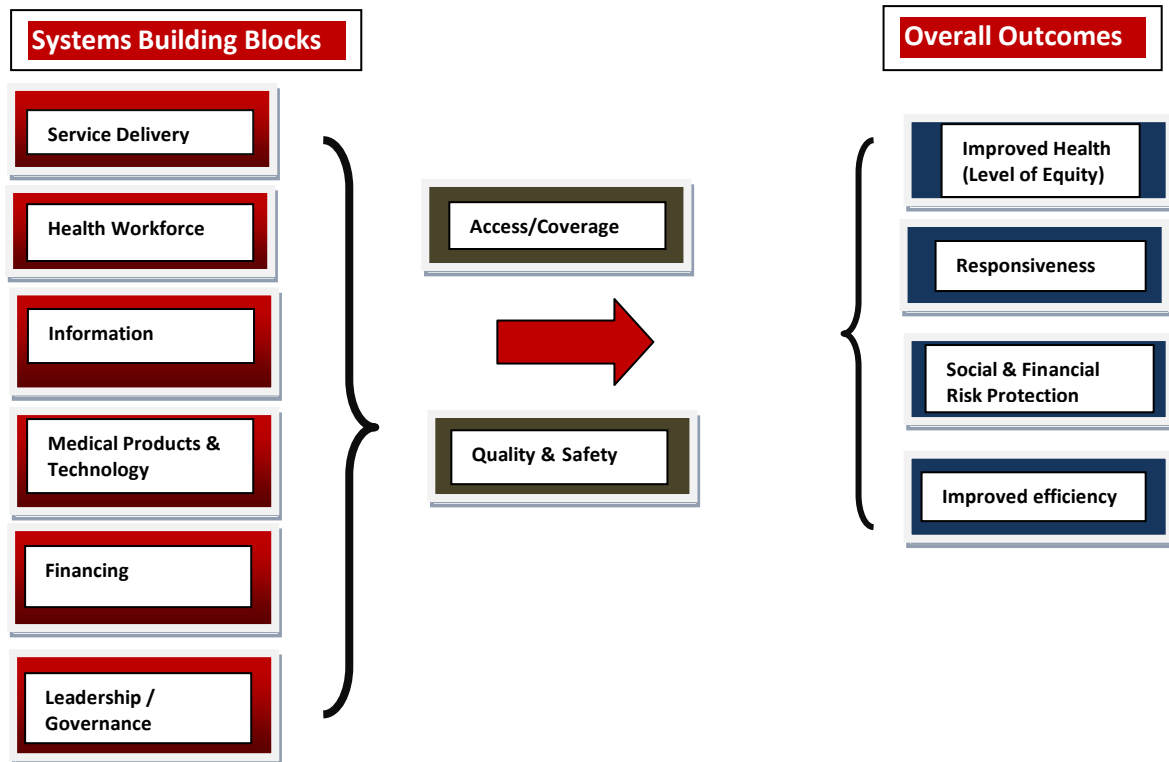 Systems Building Blocks
Service Delivery
Health Workforce
Information
Medical Products &
Technology
Financing
Leadership /
Governance
Access/Coverage
Quality & Safety
Overall Outcomes
Improved Health
(Level of Equity)
Responsiveness
Social & Financial
Risk Protection
Improved efficiency